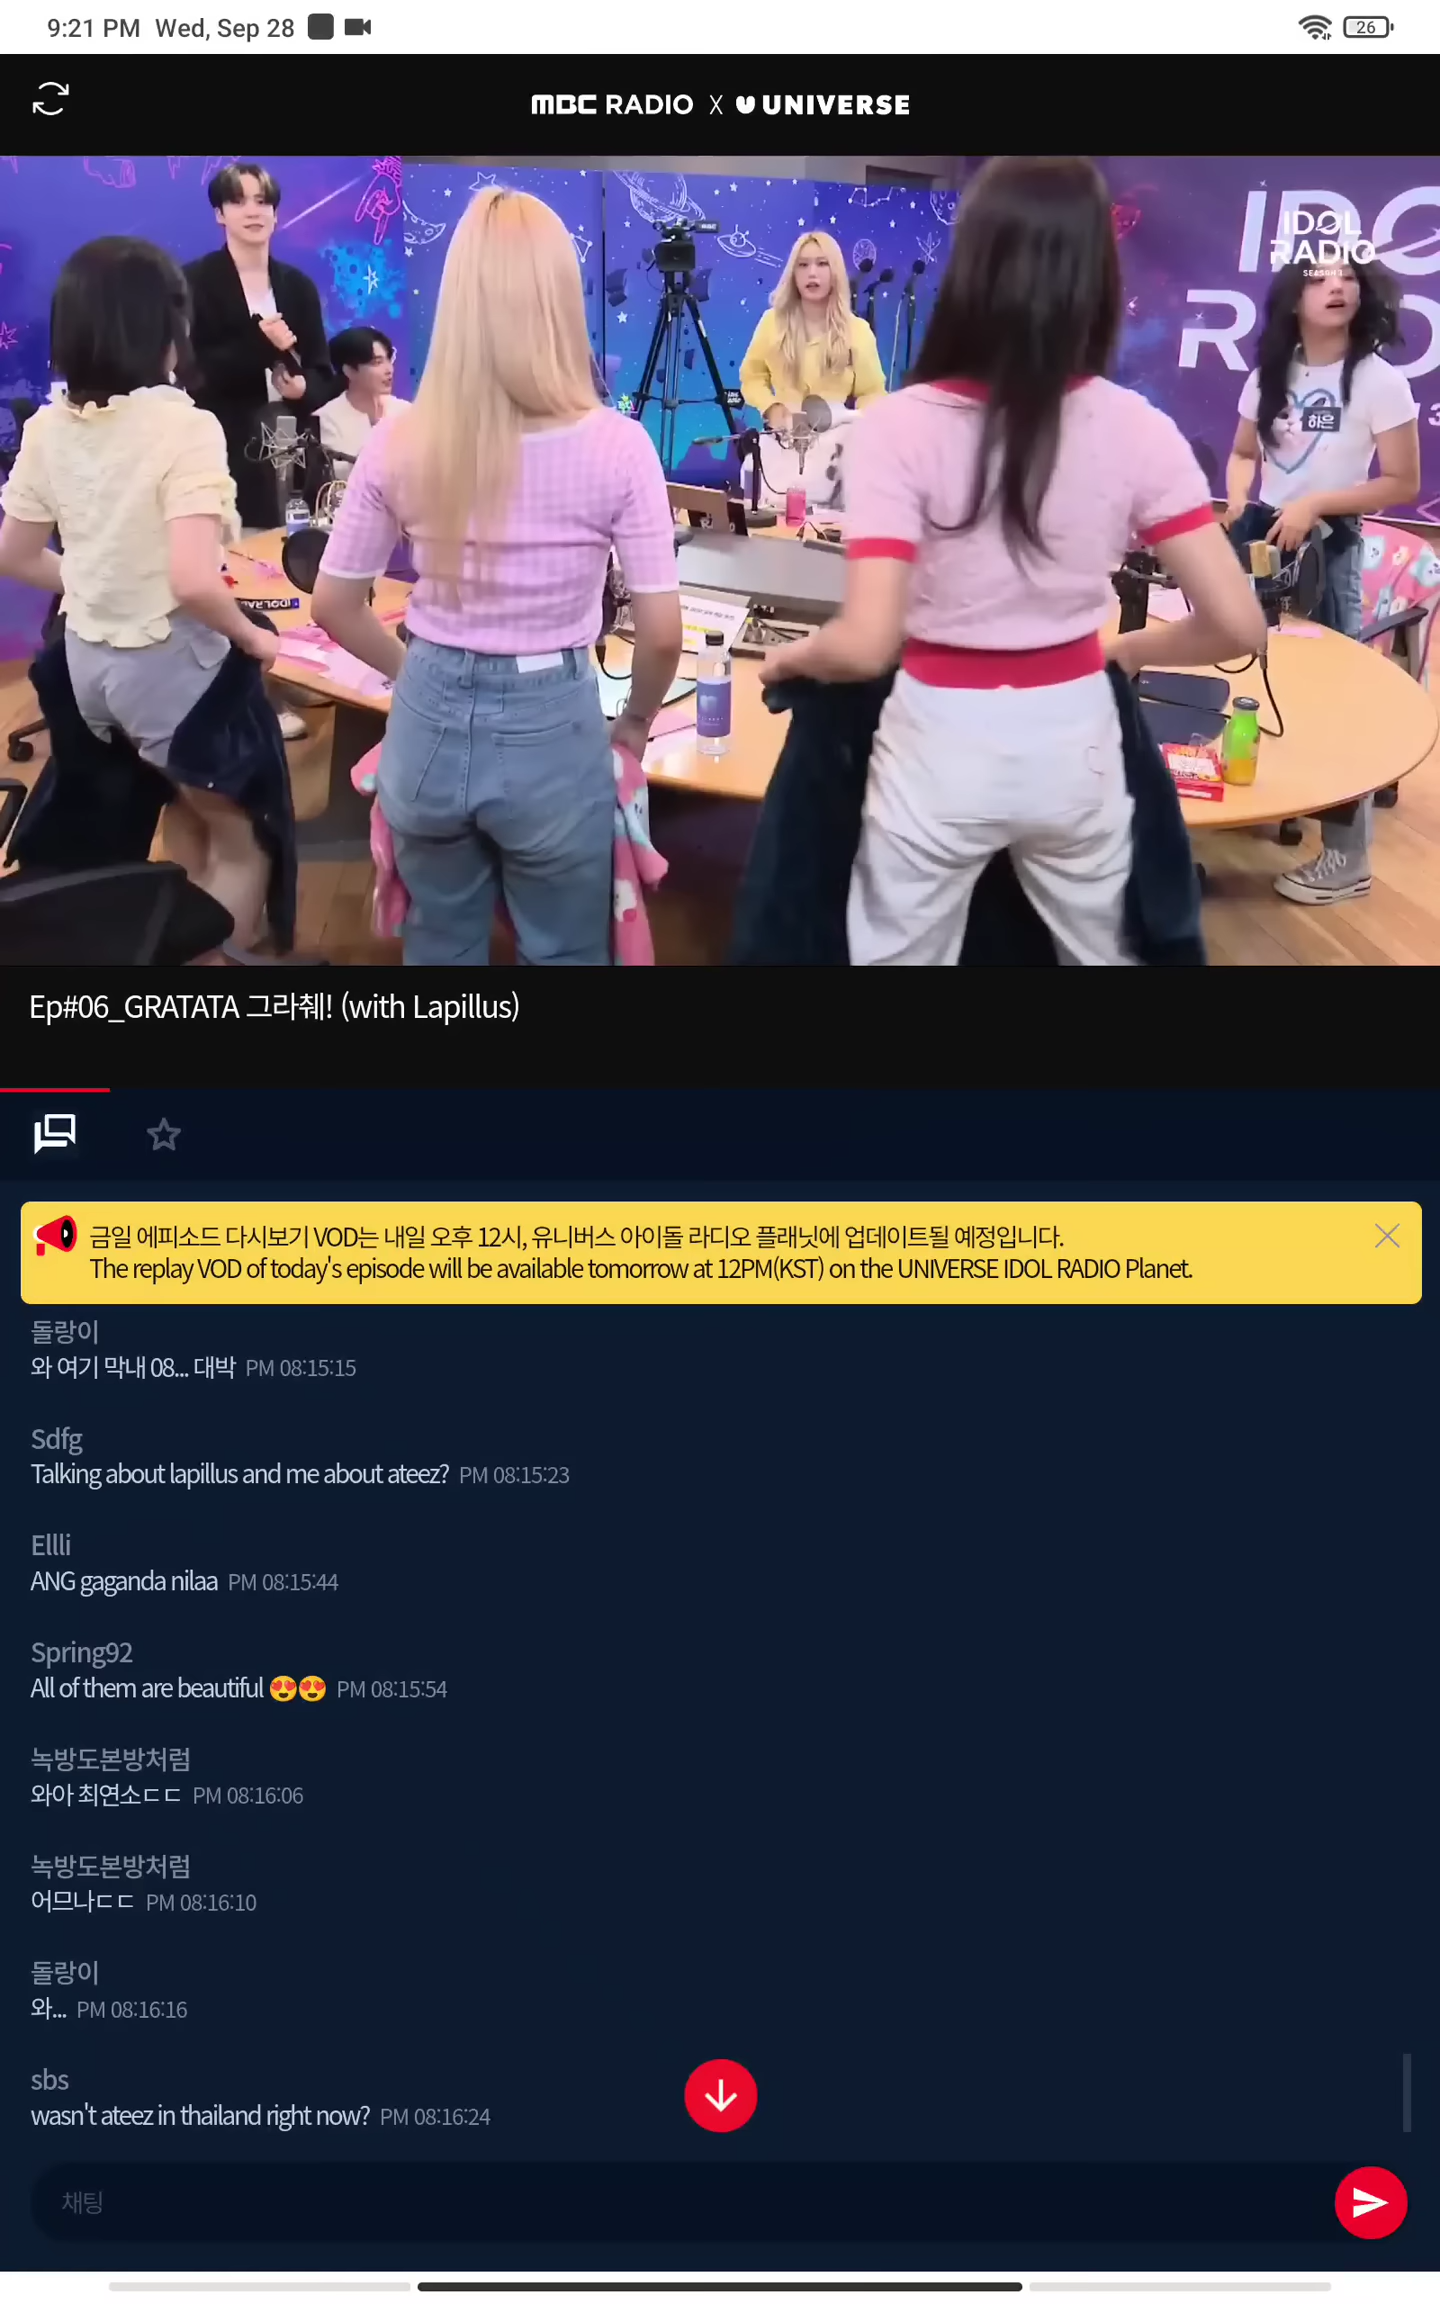 9:21 PM Wed, Sep 28
26
MBC RADIO X UNIVERSE
IDOL
RADIO
SEASON 3
하은
Ep#06_GRATATA 그라췌! (with Lapillus)
금일 에피소드 다시보기 VOD는 내일 오후 12시, 유니버스 아이돌 라디오 플래닛에 업데이트될 예정입니다.
The replay VOD of today's episode will be available tomorrow at 12PM(KST) on the UNIVERSE IDOL RADIO Planet.
돌랑이
와 여기 막내 08... 대박 PM 08:15:15
Sdfg
Talking about lapillus and me about ateez? PM 08:15:23
Ellli
ANG gaganda nilaa PM 08:15:44
Spring92
All of them are beautiful 😍😍 PM 08:15:54
녹방도본방처럼
와아 최연소ㄷㄷ PM 08:16:06
녹방도본방처럼
어므나ㄷㄷ PM 08:16:10
돌랑이
와... PM 08:16:16
sbs
wasn't ateez in thailand right now? PM 08:16:24
채팅